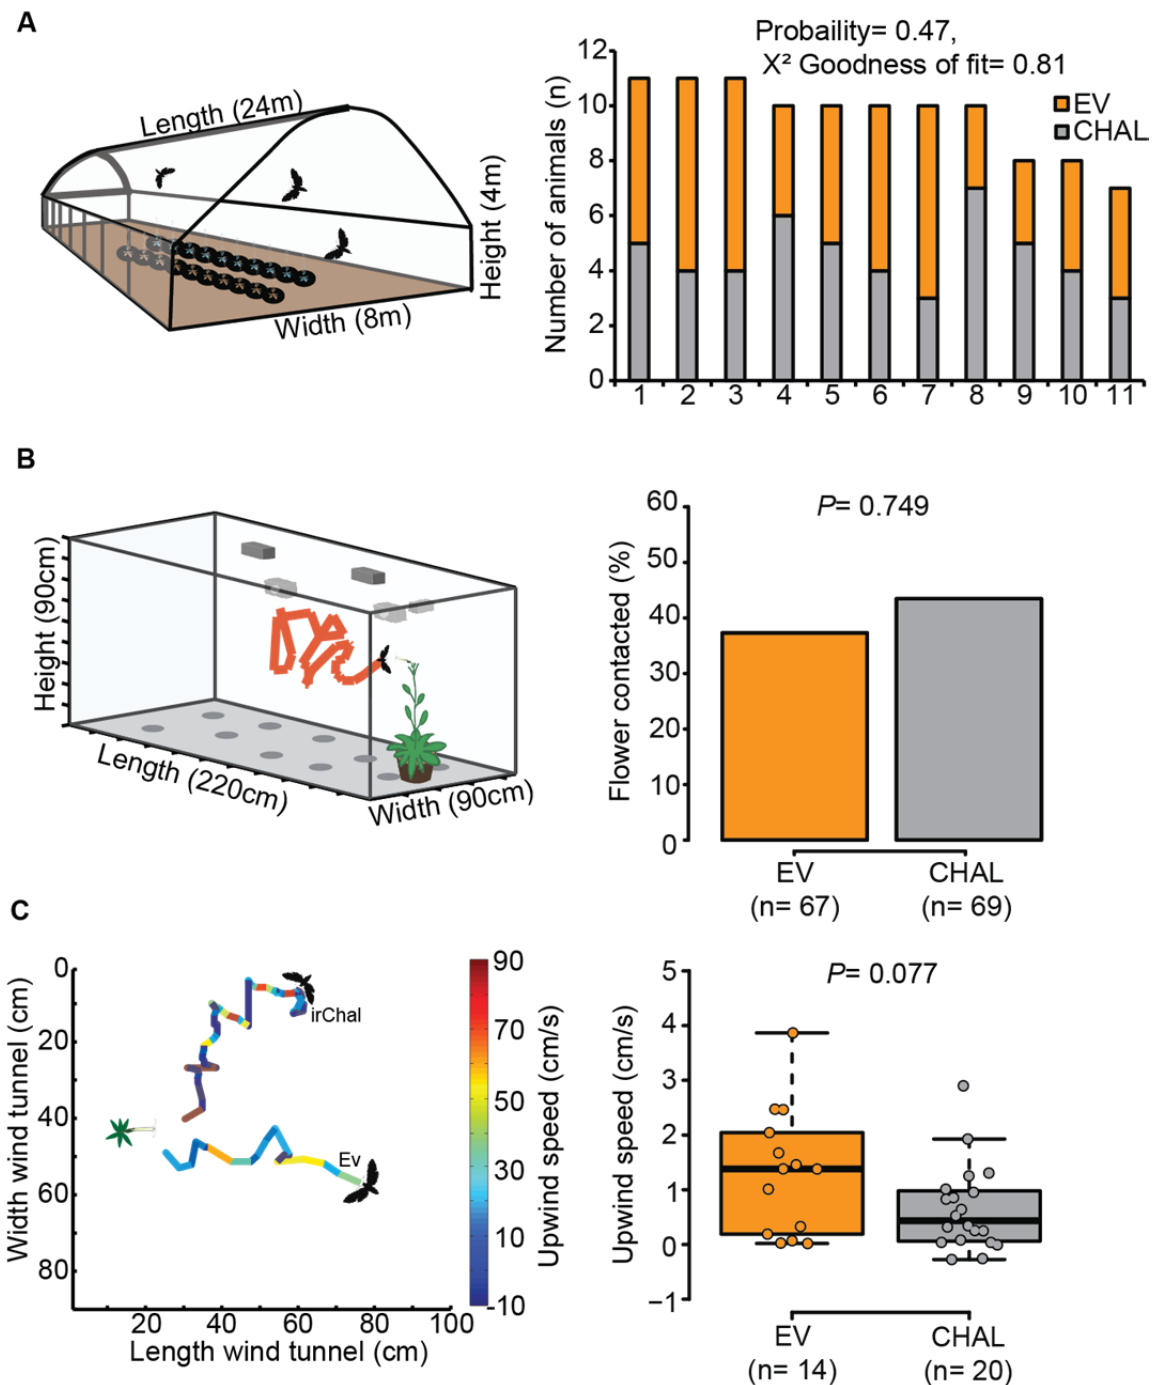 A
Length (24m)
Height (4m)
Width (8m)
Probaility= 0.47,
X² Goodness of fit= 0.81
EV
CHAL
Number of animals (n)
12
10
8
6
4
2
0
1 2 3 4 5 6 7 8 9 10 11
B
Height (90cm)
Length (220cm)
Width (90cm)
P= 0.749
Flower contacted (%)
60
50
40
30
20
10
0
EV
(n= 67)
CHAL
(n= 69)
C
Width wind tunnel (cm)
0
20
40
60
80
irChal
Ev
20 40 60 80 100
Length wind tunnel (cm)
90
70
50
30
10
-10
Upwind speed (cm/s)
P= 0.077
Upwind speed (cm/s)
5
4
3
2
1
0
−1
EV
(n= 14)
CHAL
(n= 20)